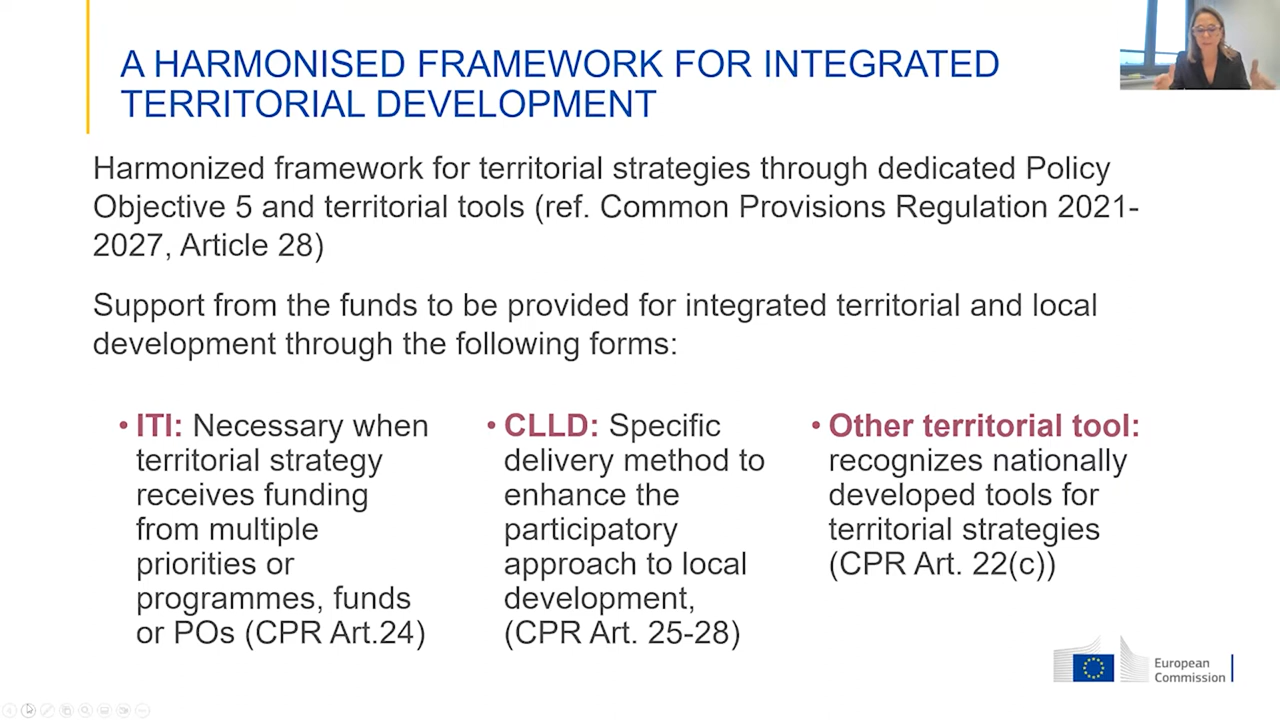 A HARMONISED FRAMEWORK FOR INTEGRATED
TERRITORIAL DEVELOPMENT
Harmonized framework for territorial strategies through dedicated Policy
Objective 5 and territorial tools (ref. Common Provisions Regulation 2021-
2027, Article 28)
Support from the funds to be provided for integrated territorial and local
development through the following forms:
• ITI: Necessary when
territorial strategy
receives funding
from multiple
priorities or
programmes, funds
or POs (CPR Art.24)
• CLLD: Specific
delivery method to
enhance the
participatory
approach to local
development,
(CPR Art. 25-28)
• Other territorial tool:
recognizes nationally
developed tools for
territorial strategies
(CPR Art. 22(c))
European
Commission